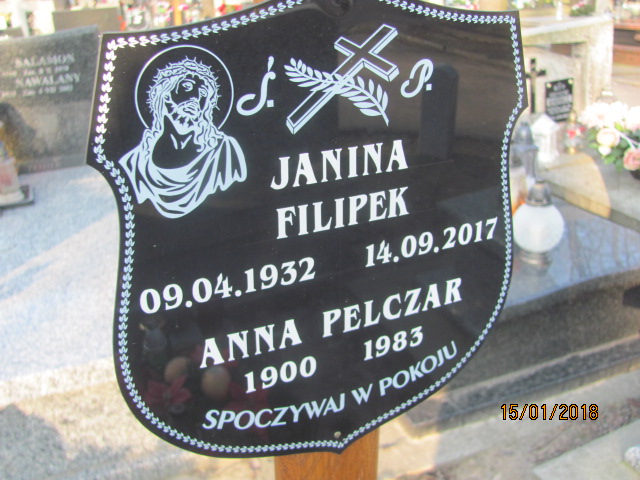 Ś. P.
JANINA
FILIPEK
09.04.1932 14.09.2017
ANNA PELCZAR
1900 1983
SPOCZYWAJ W POKOJU
15/01/2018